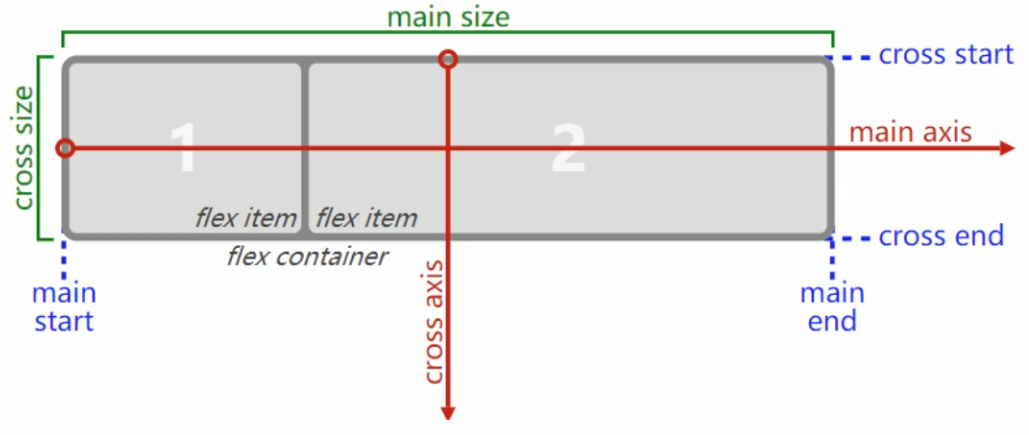 main size
cross start
cross size
1
2
main axis
flex item
flex item
cross end
flex container
cross axis
main
start
main
end